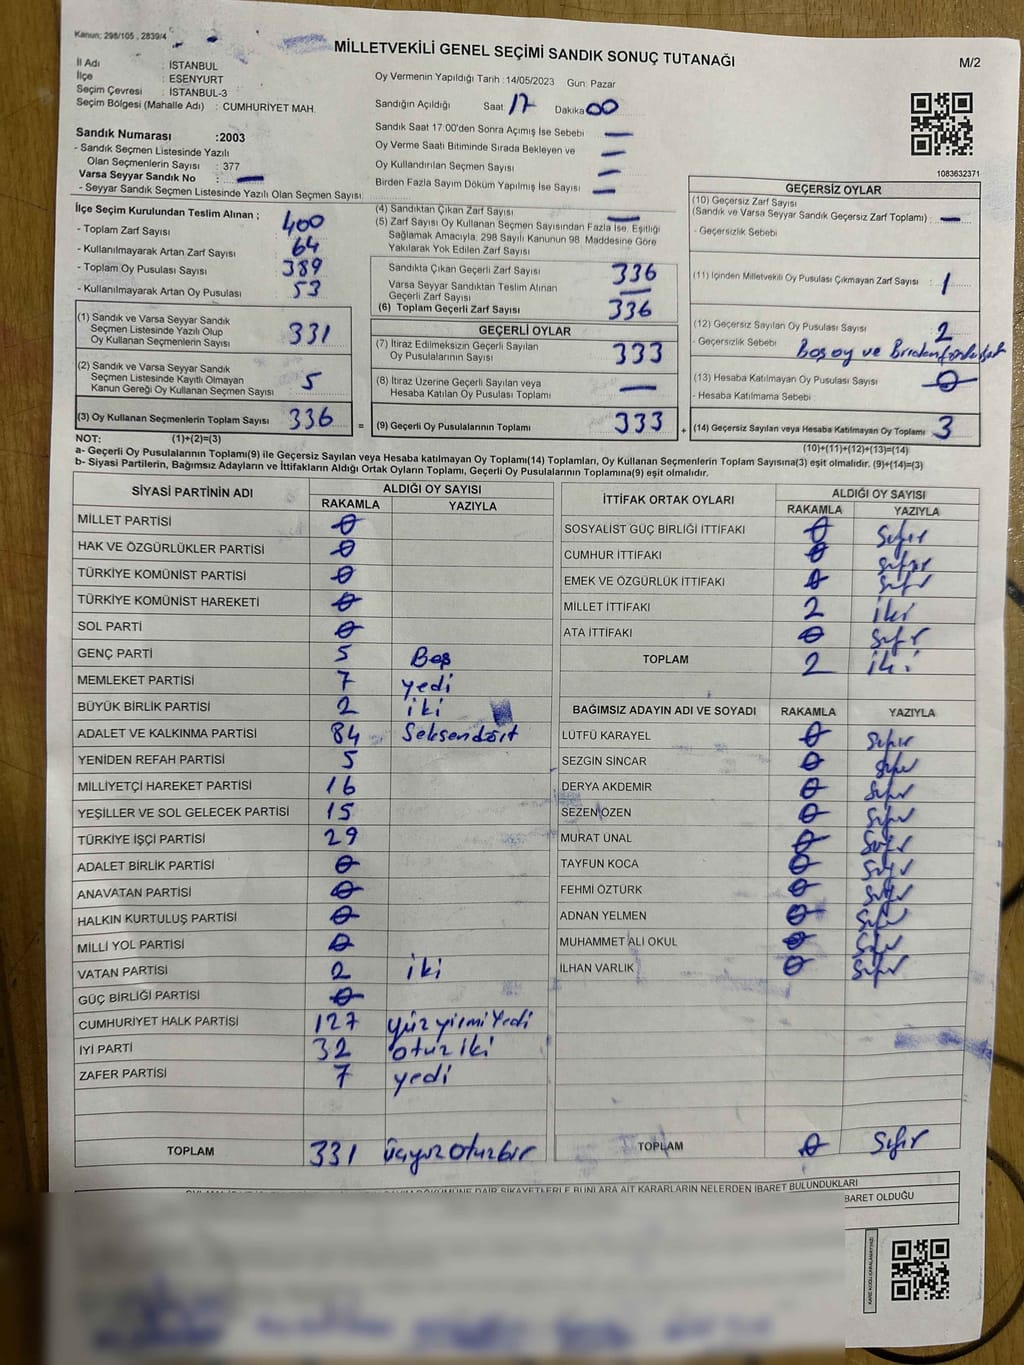 Kanun: 298/105 , 2839/4
MİLLETVEKİLİ GENEL SEÇİMİ SANDIK SONUÇ TUTANAĞI
M/2
İl Adı : İSTANBUL
İlçe : ESENYURT
Seçim Çevresi : İSTANBUL-3
Seçim Bölgesi (Mahalle Adı) : CUMHURİYET MAH.
Oy Vermenin Yapıldığı Tarih :14/05/2023 Gün: Pazar
Sandığın Açıldığı Saat 17 Dakika 00
Sandık Saat 17:00'den Sonra Açımış İse Sebebi —
Oy Verme Saati Bitiminde Sırada Bekleyen ve —
Oy Kullandırılan Seçmen Sayısı —
Birden Fazla Sayım Döküm Yapılmış İse Sayısı —
1083632371
Sandık Numarası :2003
- Sandık Seçmen Listesinde Yazılı
Olan Seçmenlerin Sayısı : 377
Varsa Seyyar Sandık No : —
- Seyyar Sandık Seçmen Listesinde Yazılı Olan Seçmen Sayısı
İlçe Seçim Kurulundan Teslim Alınan ;
- Toplam Zarf Sayısı : 400
- Kullanılmayarak Artan Zarf Sayısı : 64
- Toplam Oy Pusulası Sayısı : 389
- Kullanılmayarak Artan Oy Pusulası : 53
(1) Sandık ve Varsa Seyyar Sandık
Seçmen Listesinde Yazılı Olup
Oy Kullanan Seçmenlerin Sayısı 331
(2) Sandık ve Varsa Seyyar Sandık
Seçmen Listesinde Kayıtlı Olmayan
Kanun Gereği Oy Kullanan Seçmen Sayısı 5
(3) Oy Kullanan Seçmenlerin Toplam Sayısı 336
(4) Sandıktan Çıkan Zarf Sayısı —
(5) Zarf Sayısı Oy Kullanan Seçmen Sayısından Fazla İse, Eşitliği
Sağlamak Amacıyla, 298 Sayılı Kanunun 98. Maddesine Göre
Yakılarak Yok Edilen Zarf Sayısı
Sandıkta Çıkan Geçerli Zarf Sayısı 336
Varsa Seyyar Sandıktan Teslim Alınan
Geçerli Zarf Sayısı —
(6) Toplam Geçerli Zarf Sayısı 336
GEÇERLİ OYLAR
(7) İtiraz Edilmeksizin Geçerli Sayılan
Oy Pusulalarının Sayısı 333
(8) İtiraz Üzerine Geçerli Sayılan veya
Hesaba Katılan Oy Pusulası Toplamı —
= (9) Geçerli Oy Pusulalarının Toplamı 333
GEÇERSİZ OYLAR
(10) Geçersiz Zarf Sayısı
(Sandık ve Varsa Seyyar Sandık Geçersiz Zarf Toplamı) : —
- Geçersizlik Sebebi
(11) İçinden Milletvekili Oy Pusulası Çıkmayan Zarf Sayısı : 1
(12) Geçersiz Sayılan Oy Pusulası Sayısı 2
- Geçersizlik Sebebi : Boş oy ve
(13) Hesaba Katılmayan Oy Pusulası Sayısı 0
- Hesaba Katılmama Sebebi
+ (14) Geçersiz Sayılan veya Hesaba Katılmayan Oy Toplamı 3
NOT: (1)+(2)=(3)
(10)+(11)+(12)+(13)=(14)
a- Geçerli Oy Pusulalarının Toplamı(9) ile Geçersiz Sayılan veya Hesaba katılmayan Oy Toplamı(14) Toplamları, Oy Kullanan Seçmenlerin Toplam Sayısına(3) eşit olmalıdır. (9)+(14)=(3)
b- Siyasi Partilerin, Bağımsız Adayların ve İttifakların Aldığı Ortak Oyların Toplamı, Geçerli Oy Pusulalarının Toplamına(9) eşit olmalıdır.
SİYASİ PARTİNİN ADI ALDIĞI OY SAYISI
RAKAMLA YAZIYLA
MİLLET PARTİSİ 0
HAK VE ÖZGÜRLÜKLER PARTİSİ 0
TÜRKİYE KOMÜNİST PARTİSİ 0
TÜRKİYE KOMÜNİST HAREKETİ 0
SOL PARTİ 0
GENÇ PARTİ 5 Beş
MEMLEKET PARTİSİ 7 yedi
BÜYÜK BİRLİK PARTİSİ 2 iki
ADALET VE KALKINMA PARTİSİ 84 Seksendört
YENİDEN REFAH PARTİSİ 5
MİLLİYETÇİ HAREKET PARTİSİ 16
YEŞİLLER VE SOL GELECEK PARTİSİ 15
TÜRKİYE İŞÇİ PARTİSİ 29
ADALET BİRLİK PARTİSİ 0
ANAVATAN PARTİSİ 0
HALKIN KURTULUŞ PARTİSİ 0
MİLLİ YOL PARTİSİ 0
VATAN PARTİSİ 2 iki
GÜÇ BİRLİĞİ PARTİSİ 0
CUMHURİYET HALK PARTİSİ 127 yüz yirmi Yedi
İYİ PARTİ 32 otuz iki
ZAFER PARTİSİ 7 yedi
TOPLAM 331 üçyüz otuz bir
İTTİFAK ORTAK OYLARI ALDIĞI OY SAYISI
RAKAMLA YAZIYLA
SOSYALİST GÜÇ BİRLİĞİ İTTİFAKI 0 Sıfır
CUMHUR İTTİFAKI 0 Sıfır
EMEK VE ÖZGÜRLÜK İTTİFAKI 0 Sıfır
MİLLET İTTİFAKI 2 iki
ATA İTTİFAKI 0 Sıfır
TOPLAM 2 iki
BAĞIMSIZ ADAYIN ADI VE SOYADI RAKAMLA YAZIYLA
LÜTFÜ KARAYEL 0 Sıfır
SEZGİN SİNCAR 0 Sıfır
DERYA AKDEMİR 0 Sıfır
SEZEN ÖZEN 0 Sıfır
MURAT ÜNAL 0 Sıfır
TAYFUN KOCA 0 Sıfır
FEHMİ ÖZTÜRK 0 Sıfır
ADNAN YELMEN 0 Sıfır
MUHAMMET ALİ OKUL 0 Sıfır
İLHAN VARLIK 0 Sıfır
TOPLAM 0 Sıfır
DÖKÜMÜNE DAİR ŞİKAYETLERLE BUNLARA AİT KARARLARIN NELERDEN İBARET BULUNDUKLARI
BARET OLDUĞU